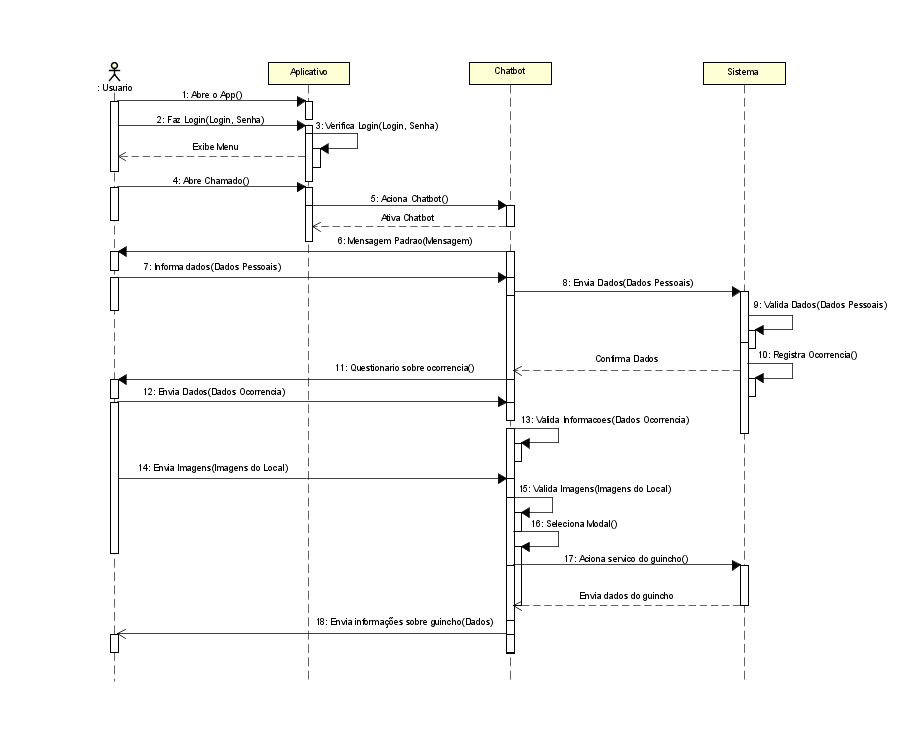 Aplicativo
Chatbot
Sistema
: Usuario
1: Abre o App()
2: Faz Login(Login, Senha)
3: Verifica Login(Login, Senha)
Exibe Menu
4: Abre Chamado()
5: Aciona Chatbot()
Ativa Chatbot
6: Mensagem Padrao(Mensagem)
7: Informa dados(Dados Pessoais)
8: Envia Dados(Dados Pessoais)
9: Valida Dados(Dados Pessoais)
10: Registra Ocorrencia()
Confirma Dados
11: Questionario sobre ocorrencia()
12: Envia Dados(Dados Ocorrencia)
13: Valida Informacoes(Dados Ocorrencia)
14: Envia Imagens(Imagens do Local)
15: Valida Imagens(Imagens do Local)
16: Seleciona Modal()
17: Aciona servico do guincho()
Envia dados do guincho
18: Envia informações sobre guincho(Dados)